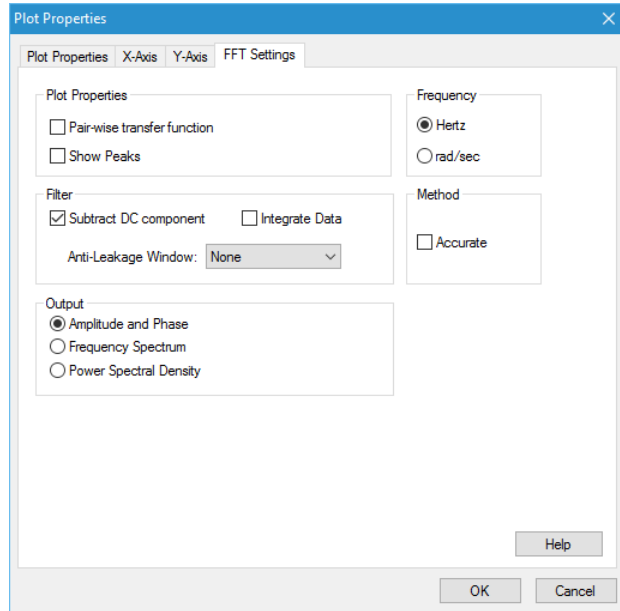 Plot Properties
Plot Properties X-Axis Y-Axis FFT Settings
Plot Properties
Pair-wise transfer function
Show Peaks
Frequency
Hertz
rad/sec
Filter
Subtract DC component Integrate Data
Anti-Leakage Window: None
Method
Accurate
Output
Amplitude and Phase
Frequency Spectrum
Power Spectral Density
Help
OK Cancel